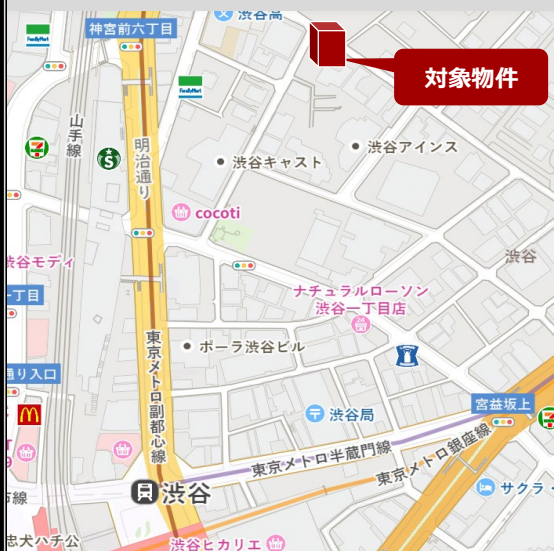 渋谷高
神宮前六丁目
FamilyMart
対象物件
FamilyMart
山手線
明治通り
渋谷アインス
渋谷キャスト
cocoti
渋谷モディ
渋谷
丁目
ナチュラルローソン
渋谷一丁目店
ポーラ渋谷ビル
東京メトロ副都心線
通り入口
宮益坂上
渋谷局
東京メトロ半蔵門線
東京メトロ銀座線
サクラ・
渋谷
線
忠犬ハチ公
渋谷ヒカリエ